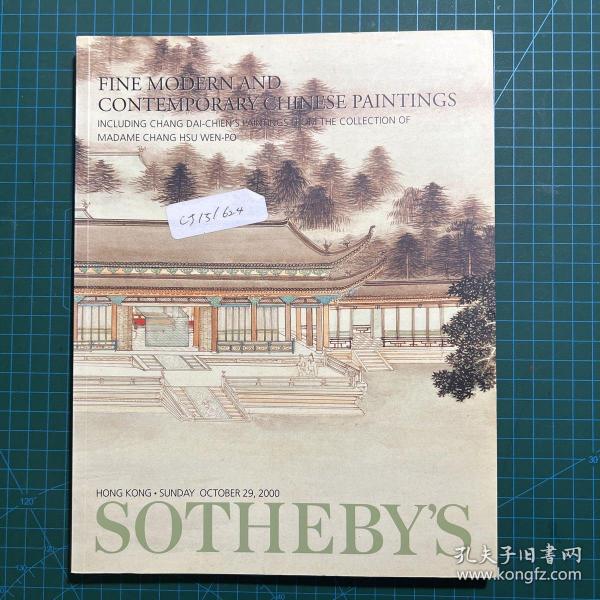 FINE MODERN AND
CONTEMPORARY CHINESE PAINTINGS
INCLUDING CHANG DAI-CHIEN'S PAINTINGS FROM THE COLLECTION OF
MADAME CHANG HSU WEN-PO
CJ151624
HONG KONG • SUNDAY OCTOBER 29, 2000
SOTHEBY'S
孔夫子旧书网
www.kongfz.com